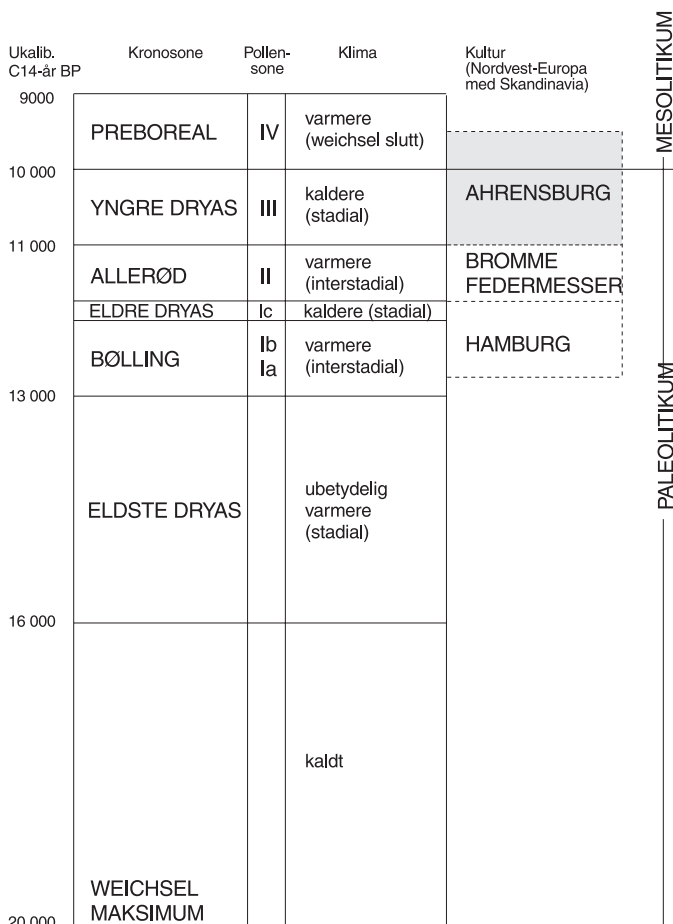 Ukalib.
C14-år BP
Kronosone
Pollen-
sone
Klima
Kultur
(Nordvest-Europa
med Skandinavia)
MESOLITIKUM
9000
PREBOREAL
IV
varmere
(weichsel slutt)
10 000
YNGRE DRYAS
III
kaldere
(stadial)
AHRENSBURG
11 000
ALLERØD
II
varmere
(interstadial)
BROMME
FEDERMESSER
ELDRE DRYAS
Ic
kaldere (stadial)
BØLLING
Ib
Ia
varmere
(interstadial)
HAMBURG
13 000
PALEOLITIKUM
ELDSTE DRYAS
ubetydelig
varmere
(stadial)
16 000
kaldt
WEICHSEL
MAKSIMUM
20 000